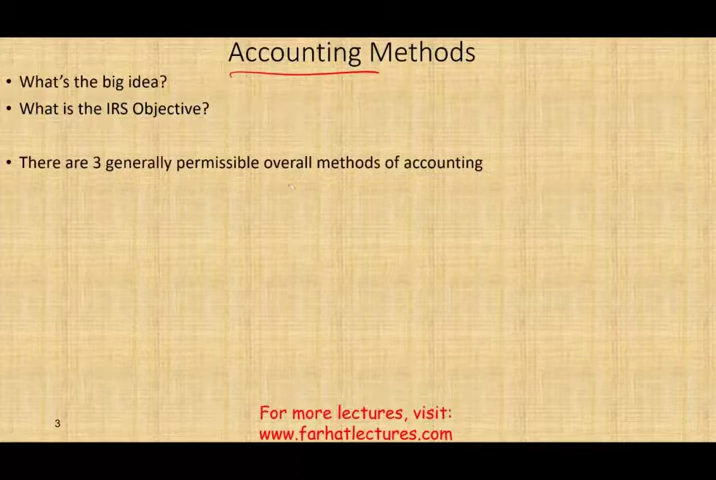 Accounting Methods
• What's the big idea?
• What is the IRS Objective?
• There are 3 generally permissible overall methods of accounting
3
For more lectures, visit:
www.farhatlectures.com